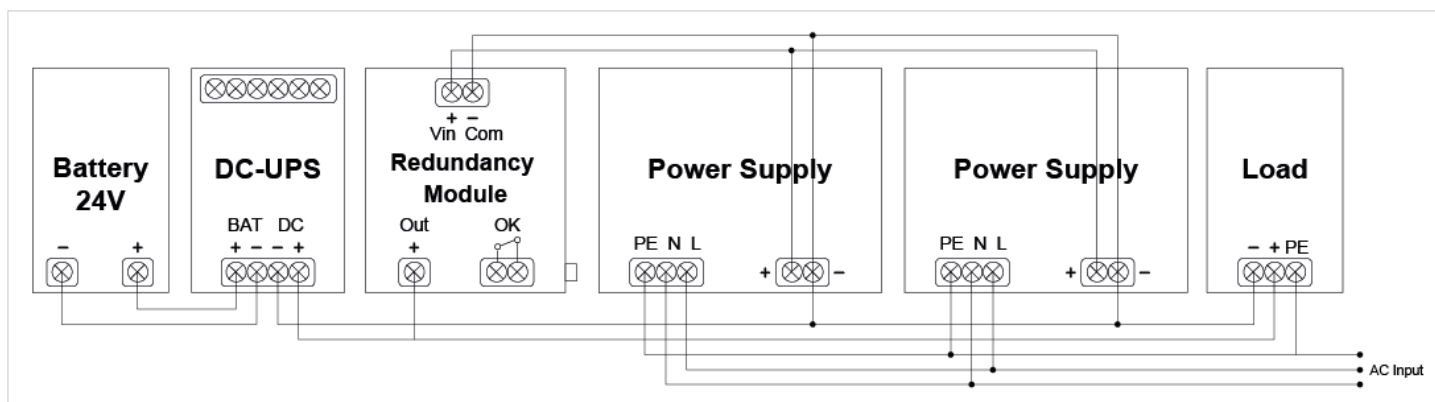 Battery
24V
− +
DC-UPS
BAT DC
+ − − +
+ −
Vin Com
Redundancy
Module
Out OK
+
Power Supply
PE N L
+ −
Power Supply
PE N L
+ −
Load
− + PE
AC Input